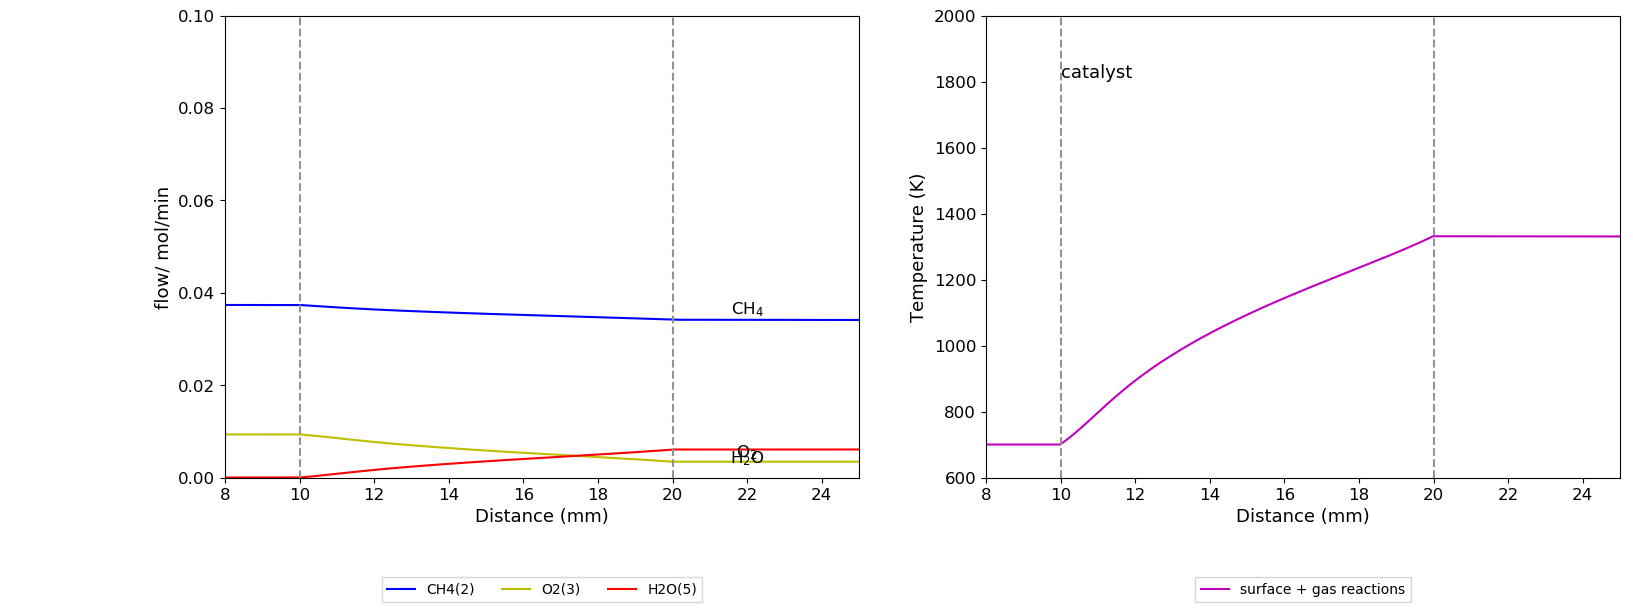 0.10
0.08
0.06
0.04
0.02
0.00
flow/ mol/min
CH₄
O₂
H₂O
8 10 12 14 16 18 20 22 24
Distance (mm)
CH4(2) O2(3) H2O(5)
2000
1800
1600
1400
1200
1000
800
600
Temperature (K)
catalyst
8 10 12 14 16 18 20 22 24
Distance (mm)
surface + gas reactions